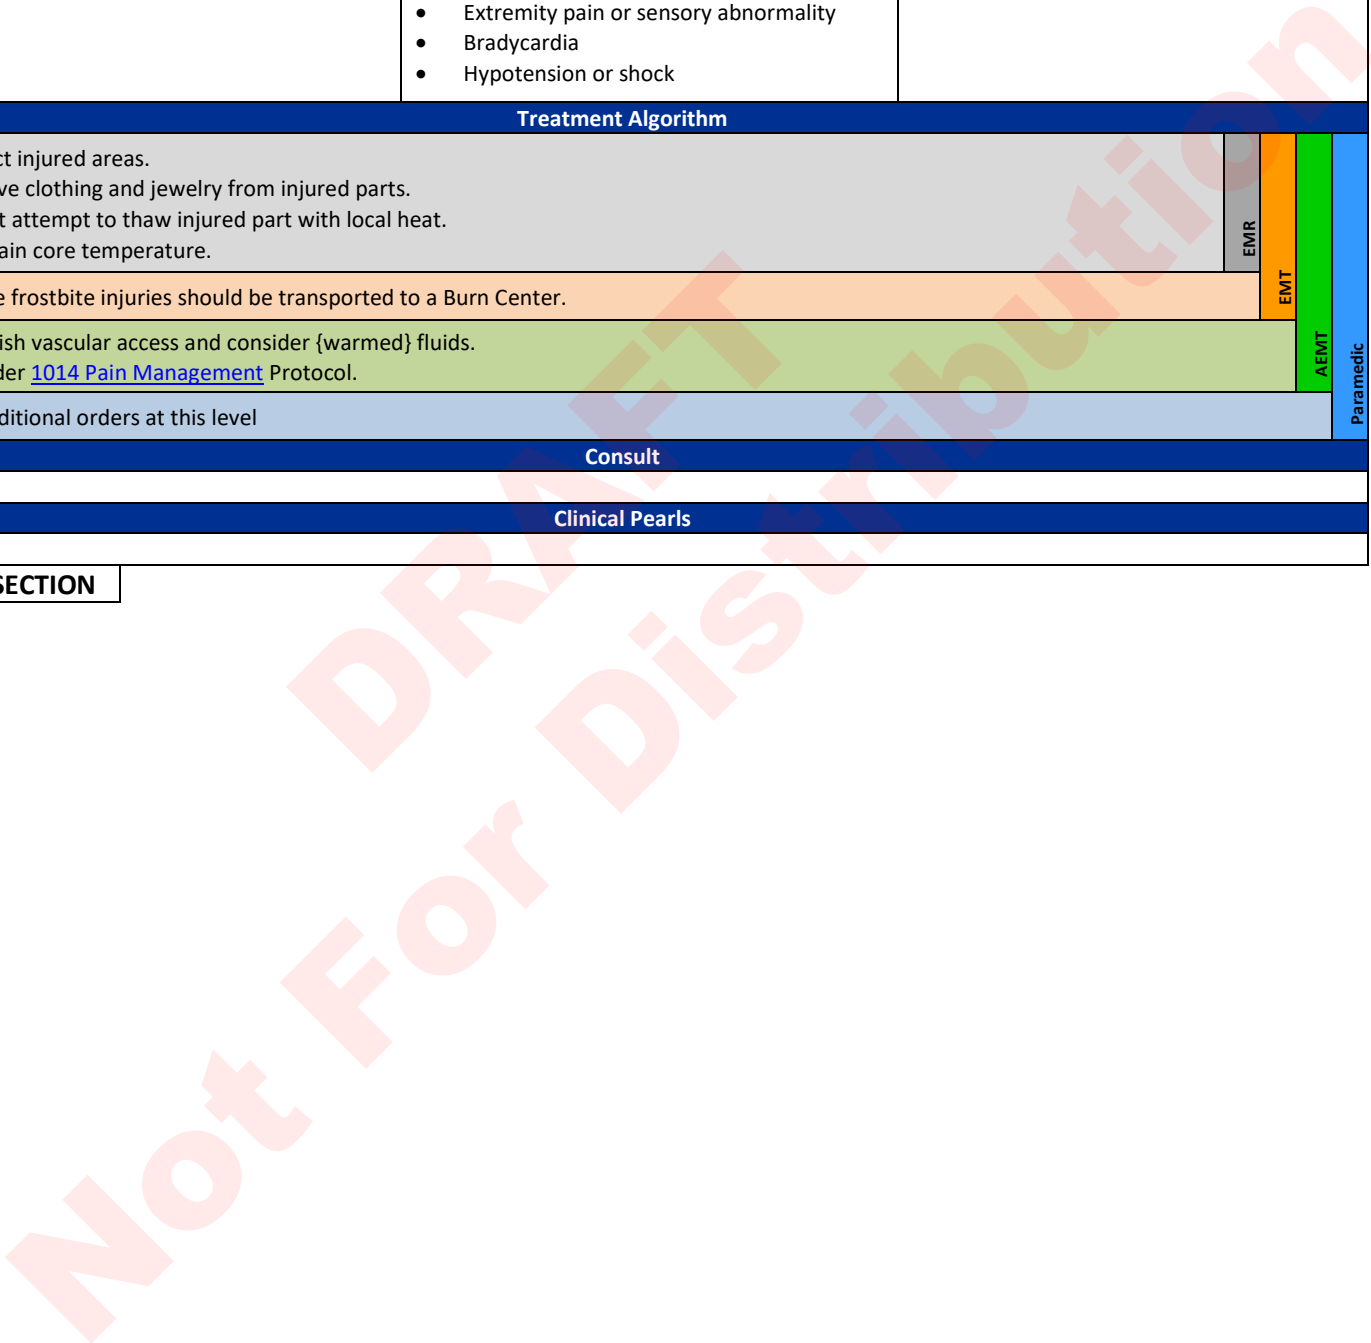 • Extremity pain or sensory abnormality
• Bradycardia
• Hypotension or shock
Treatment Algorithm
ct injured areas.
ve clothing and jewelry from injured parts.
t attempt to thaw injured part with local heat.
ain core temperature.
EMR
e frostbite injuries should be transported to a Burn Center.
EMT
ish vascular access and consider {warmed} fluids.
der 1014 Pain Management Protocol.
AEMT
ditional orders at this level
Paramedic
Consult
Clinical Pearls
SECTION
DRAFT
Not For Distribution